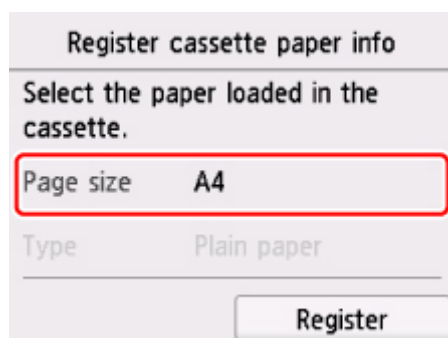 Register cassette paper info
Select the paper loaded in the
cassette.
Page size A4
Type Plain paper
Register